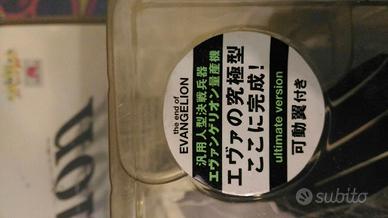 the end of
EVANGELION
汎用人型決戦兵器
エヴァンゲリオン量産機
エヴァの究極型
ここに完成!
ultimate version
可動翼付き
subito